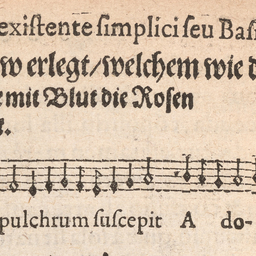 exiſtente ſimplici ſeu Baſ
w erlegt/welchem wie d
mit Blut die Roſen
pulchrum ſuſcepit A do-